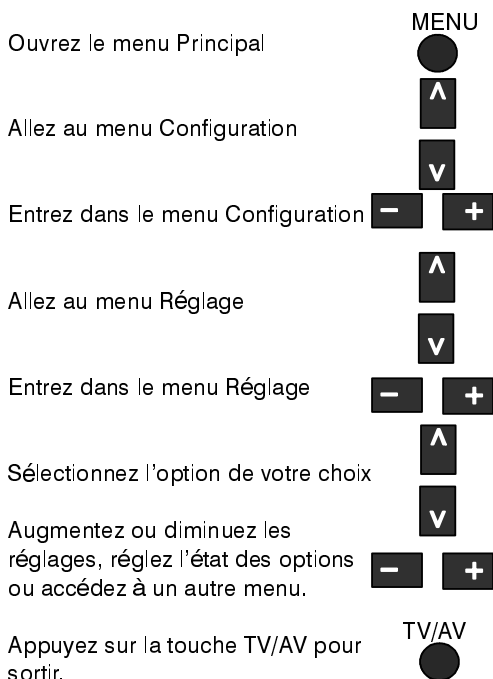 MENU
Ouvrez le menu Principal
Allez au menu Configuration
Entrez dans le menu Configuration
Allez au menu Réglage
Entrez dans le menu Réglage
Sélectionnez l'option de votre choix
Augmentez ou diminuez les
réglages, réglez l'état des options
ou accédez à un autre menu.
TV/AV
Appuyez sur la touche TV/AV pour
sortir.